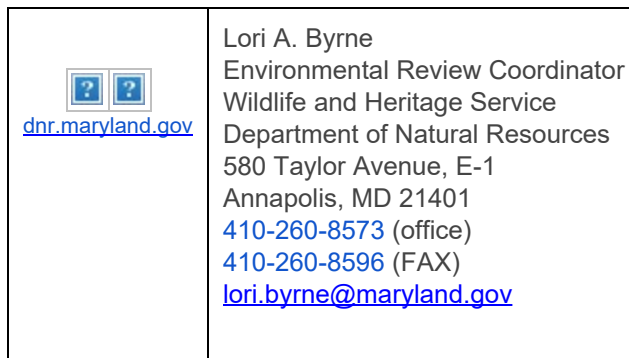 dnr.maryland.gov
Lori A. Byrne
Environmental Review Coordinator
Wildlife and Heritage Service
Department of Natural Resources
580 Taylor Avenue, E-1
Annapolis, MD 21401
410-260-8573 (office)
410-260-8596 (FAX)
lori.byrne@maryland.gov